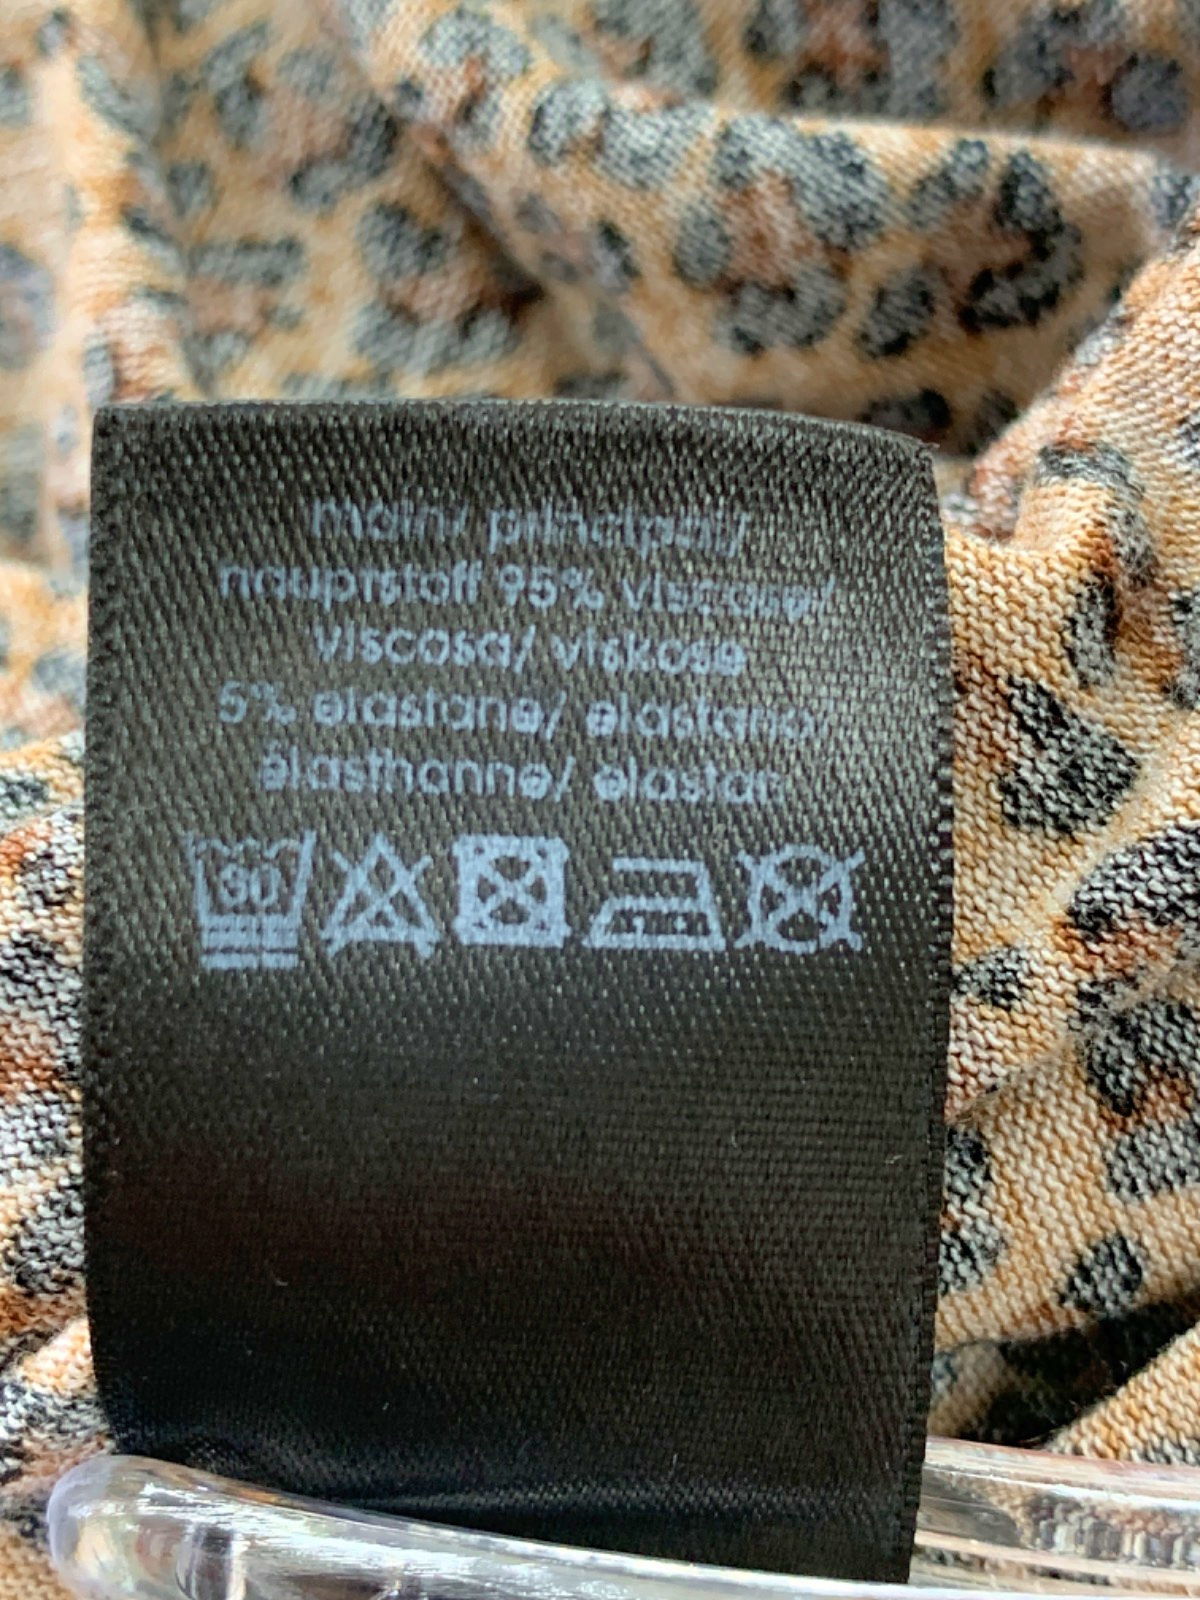 main/ principal/
hauptstoff 95% viscose/
viscosa/ viskose
5% elastane/ elastano/
élasthanne/ elastan
30